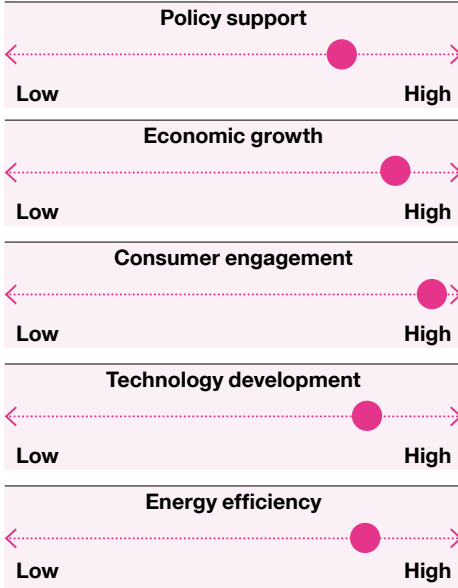 Policy support
Low High
Economic growth
Low High
Consumer engagement
Low High
Technology development
Low High
Energy efficiency
Low High